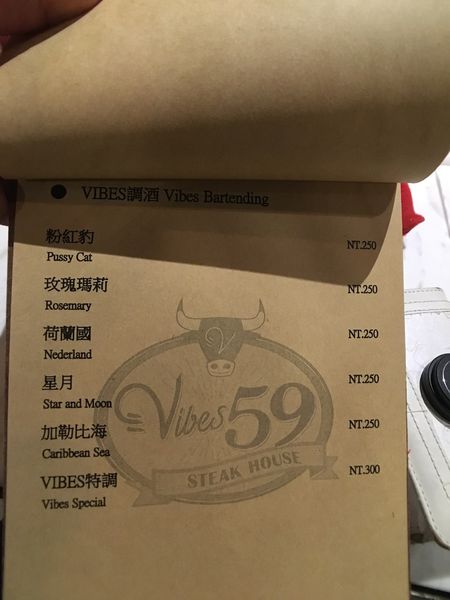 ● VIBES調酒 Vibes Bartending
粉紅豹 NT.250
Pussy Cat
玫瑰瑪莉 NT.250
Rosemary
荷蘭國 NT.250
Nederland
星月 NT.250
Star and Moon
加勒比海 NT.250
Caribbean Sea
VIBES特調 NT.300
Vibes Special
V
Vibes 59
STEAK HOUSE